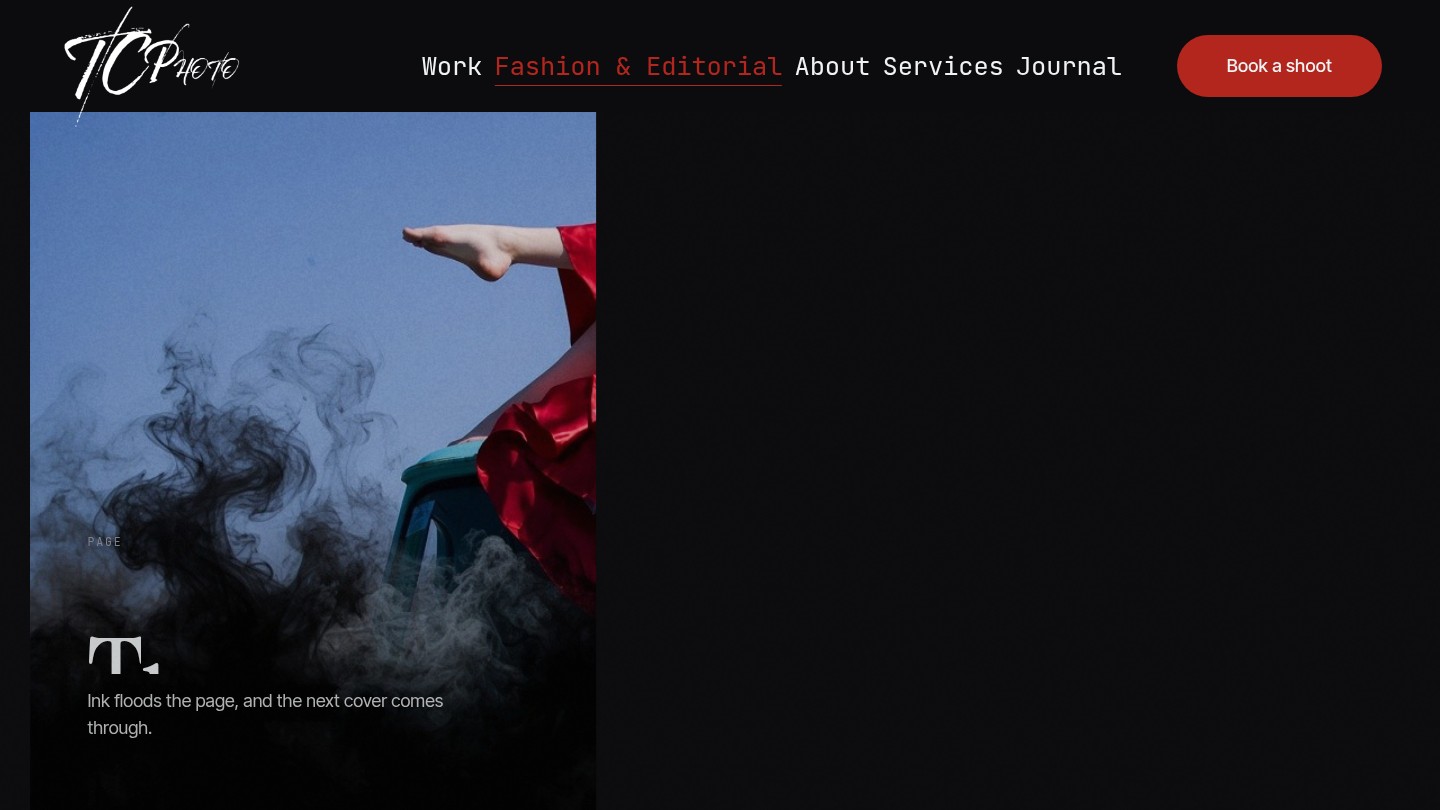 TCPHOTO
Work Fashion & Editorial About Services Journal
Book a shoot
PAGE
T
Ink floods the page, and the next cover comes
through.